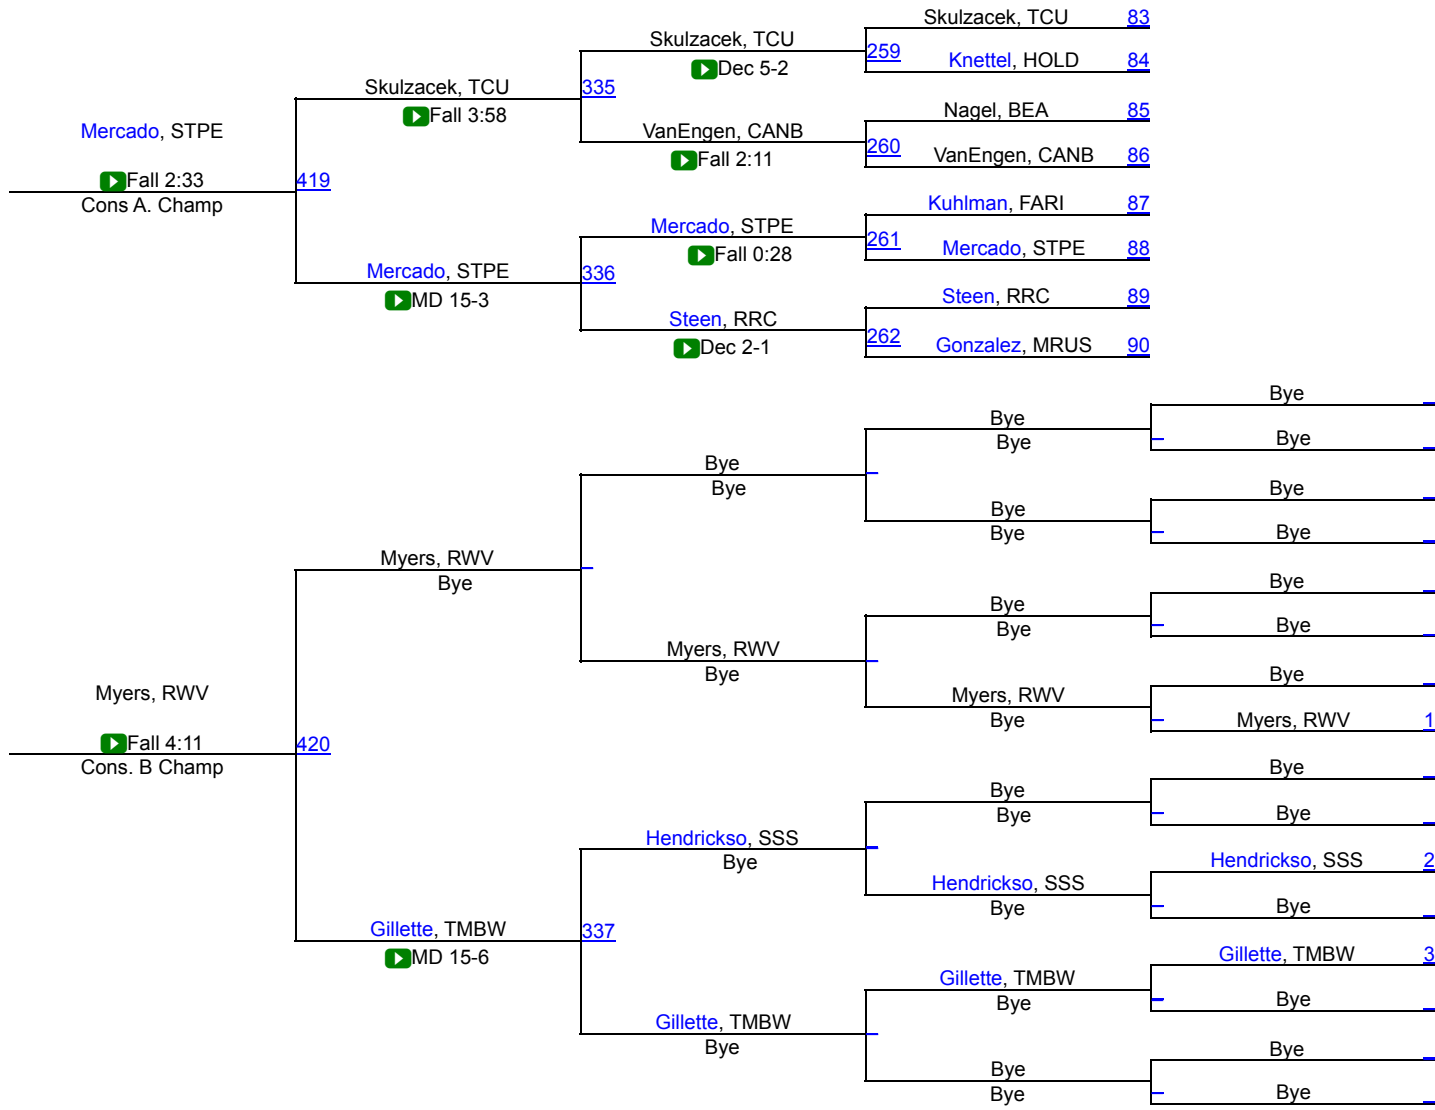 Skulzacek, TCU 83
Skulzacek, TCU
259
Knettel, HOLD 84
Dec 5-2
Skulzacek, TCU
335
Fall 3:58
Nagel, BEA 85
Mercado, STPE
VanEngen, CANB
260
VanEngen, CANB 86
Fall 2:11
Fall 2:33
419
Cons A. Champ
Kuhlman, FARI 87
Mercado, STPE
261
Mercado, STPE 88
Fall 0:28
Mercado, STPE
336
MD 15-3
Steen, RRC 89
Steen, RRC
262
Gonzalez, MRUS 90
Dec 2-1
Bye
Bye
Bye
Bye
Bye
Bye
Bye
Bye
Bye
Bye
Myers, RWV
Bye
Bye
Bye
Bye
Bye
Myers, RWV
Bye
Bye
Myers, RWV
Myers, RWV
Bye
Myers, RWV 1
Fall 4:11
420
Cons. B Champ
Bye
Bye
Bye
Bye
Hendrickso, SSS
Bye
Hendrickso, SSS 2
Hendrickso, SSS
Bye
Bye
Gillette, TMBW
337
MD 15-6
Gillette, TMBW 3
Gillette, TMBW
Bye
Bye
Gillette, TMBW
Bye
Bye
Bye
Bye
Bye